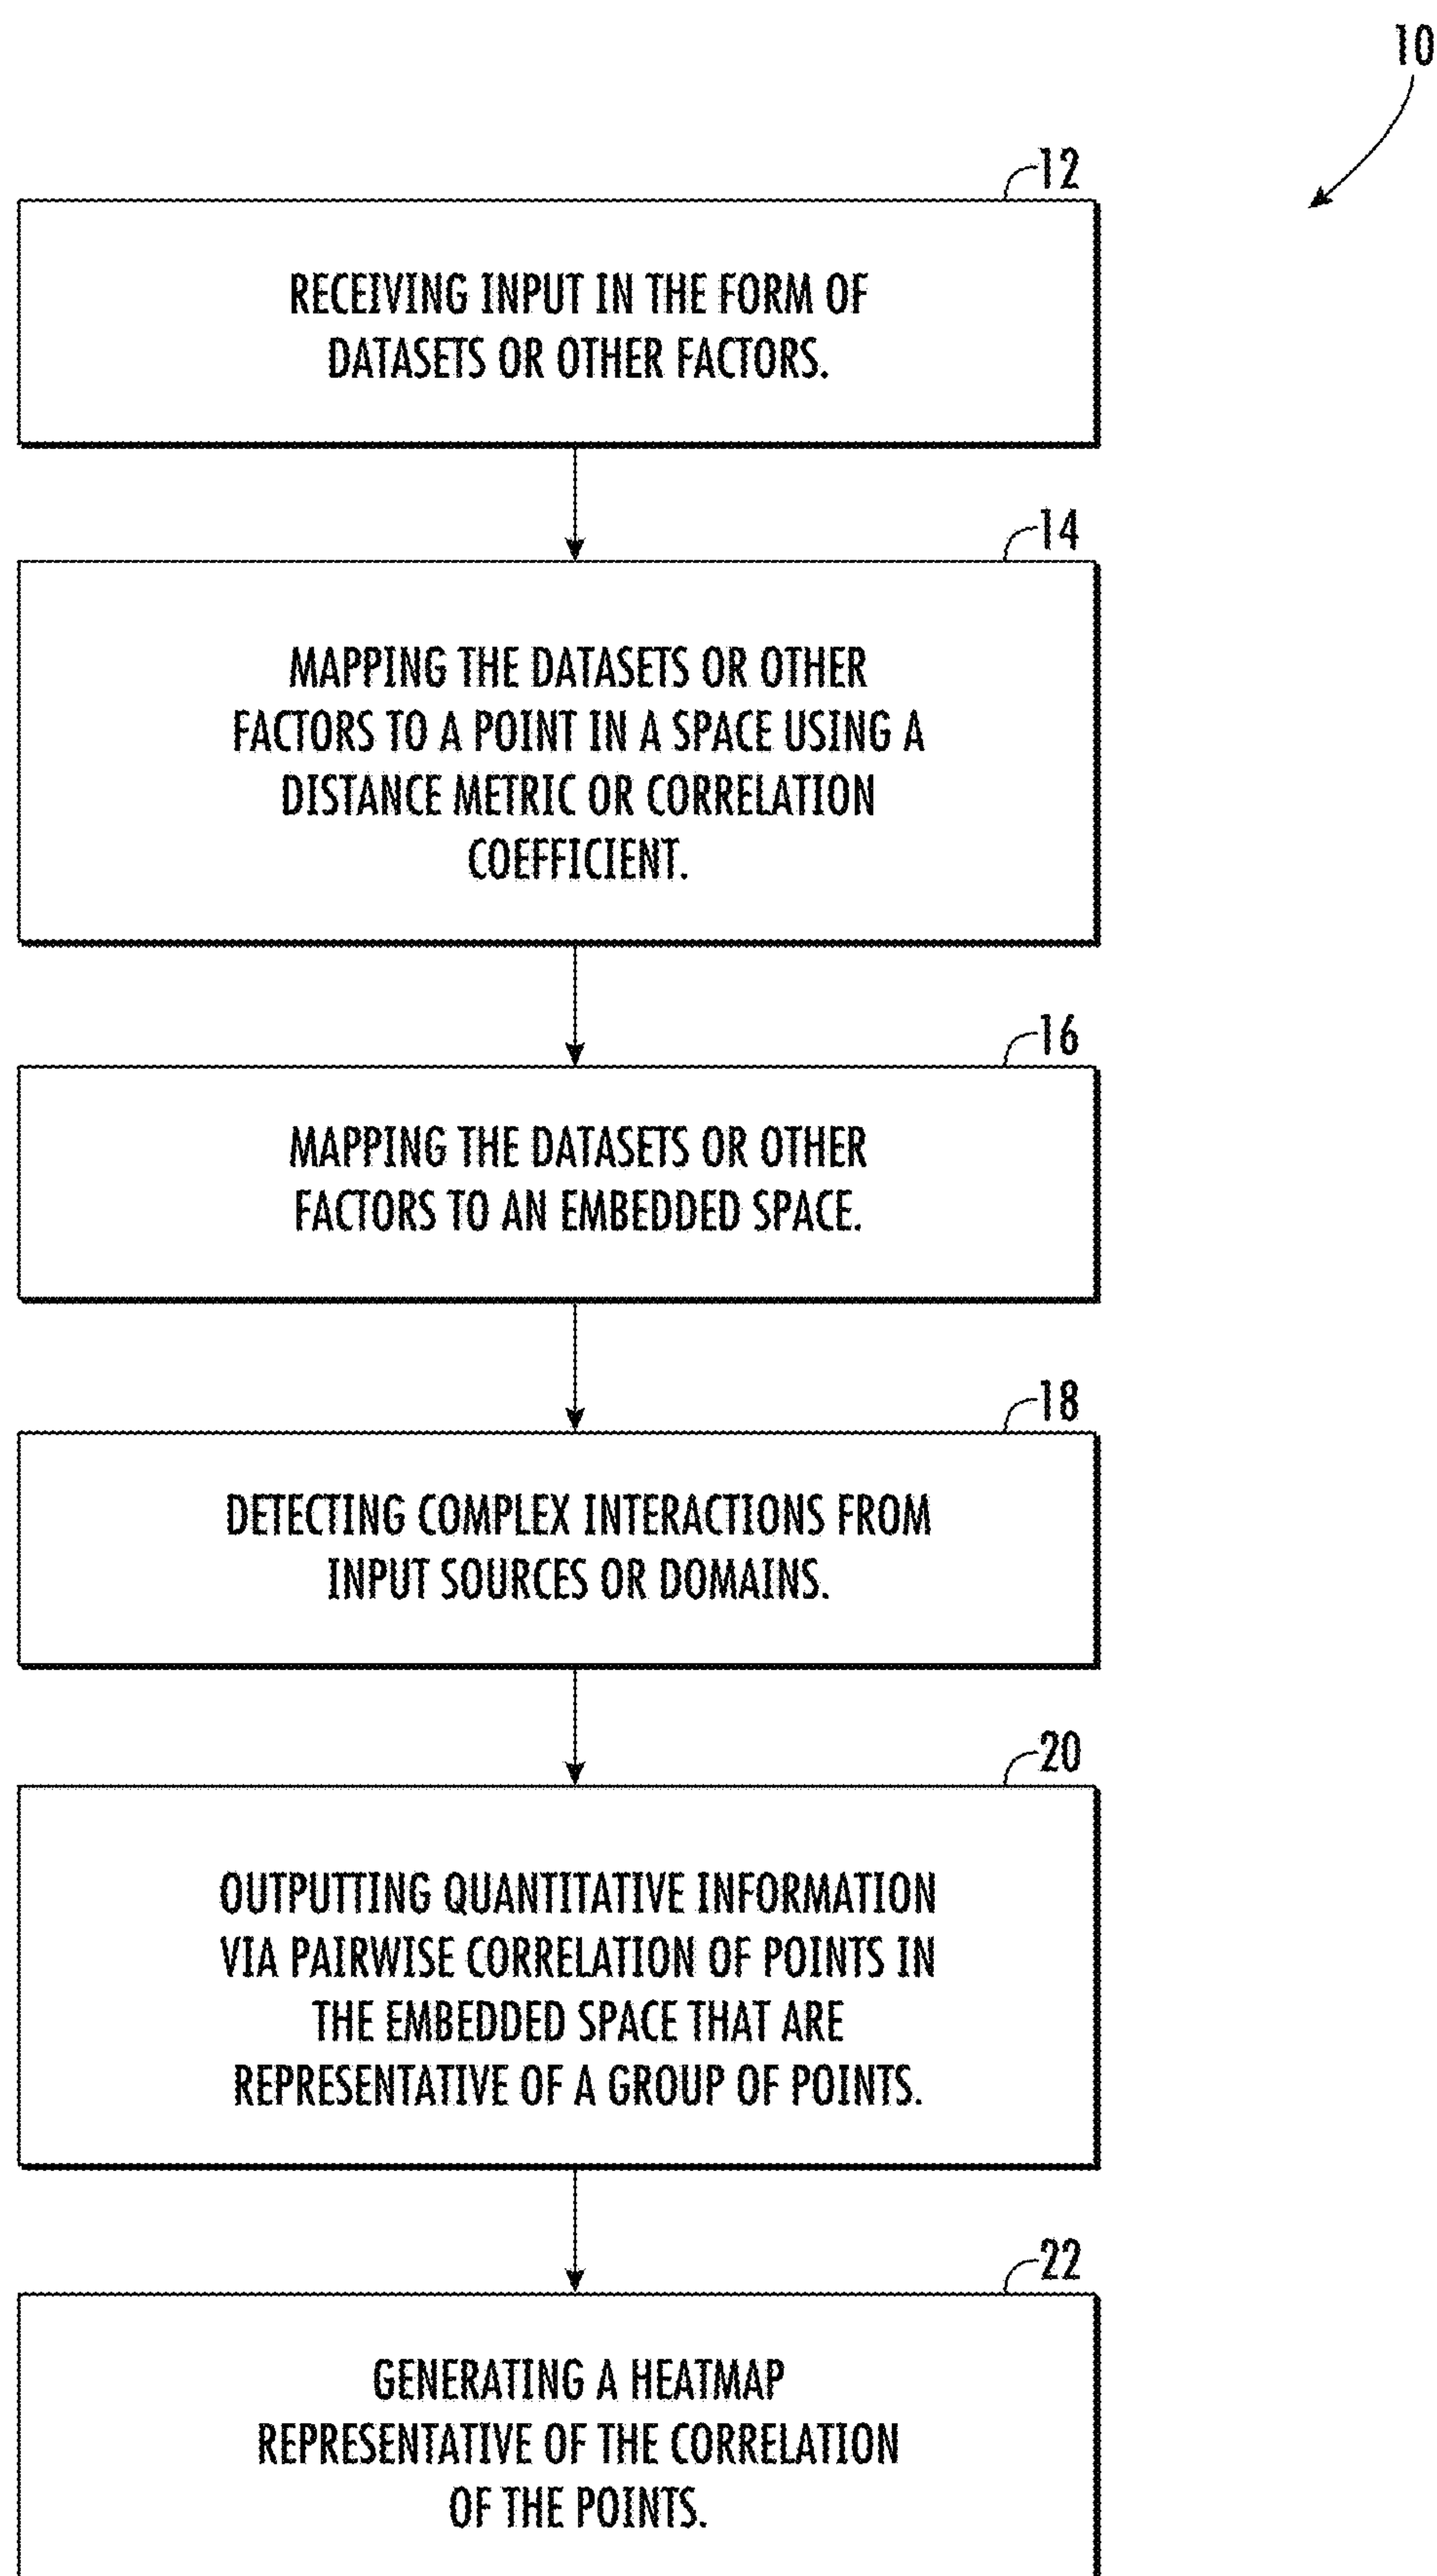 10
12
RECEIVING INPUT IN THE FORM OF
DATASETS OR OTHER FACTORS.
14
MAPPING THE DATASETS OR OTHER
FACTORS TO A POINT IN A SPACE USING A
DISTANCE METRIC OR CORRELATION
COEFFICIENT.
16
MAPPING THE DATASETS OR OTHER
FACTORS TO AN EMBEDDED SPACE.
18
DETECTING COMPLEX INTERACTIONS FROM
INPUT SOURCES OR DOMAINS.
20
OUTPUTTING QUANTITATIVE INFORMATION
VIA PAIRWISE CORRELATION OF POINTS IN
THE EMBEDDED SPACE THAT ARE
REPRESENTATIVE OF A GROUP OF POINTS.
22
GENERATING A HEATMAP
REPRESENTATIVE OF THE CORRELATION
OF THE POINTS.